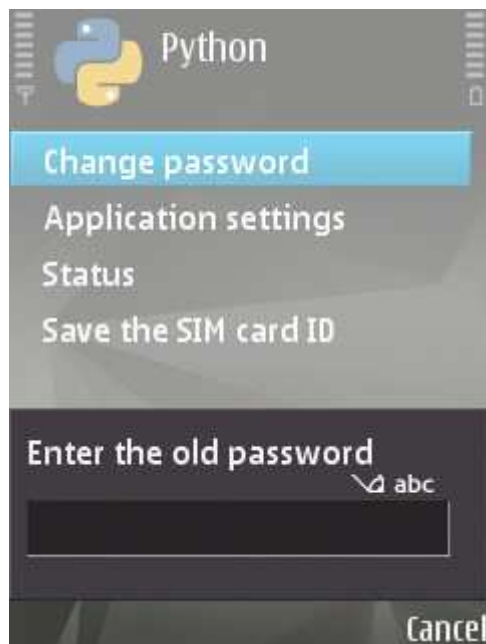 Python
Change password
Application settings
Status
Save the SIM card ID
Enter the old password
abc
Cancel